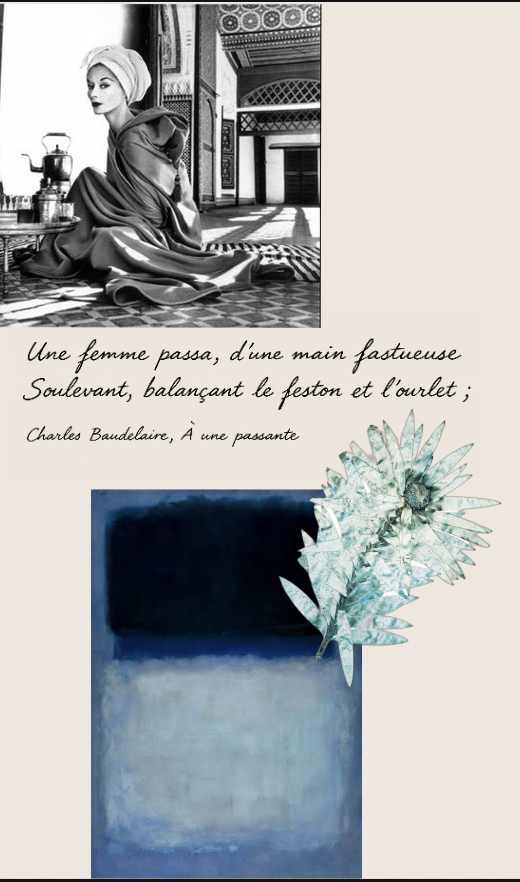 Une femme passa, d'une main fastueuse
Soulevant, balançant le feston et l'ourlet ;
Charles Baudelaire, À une passante